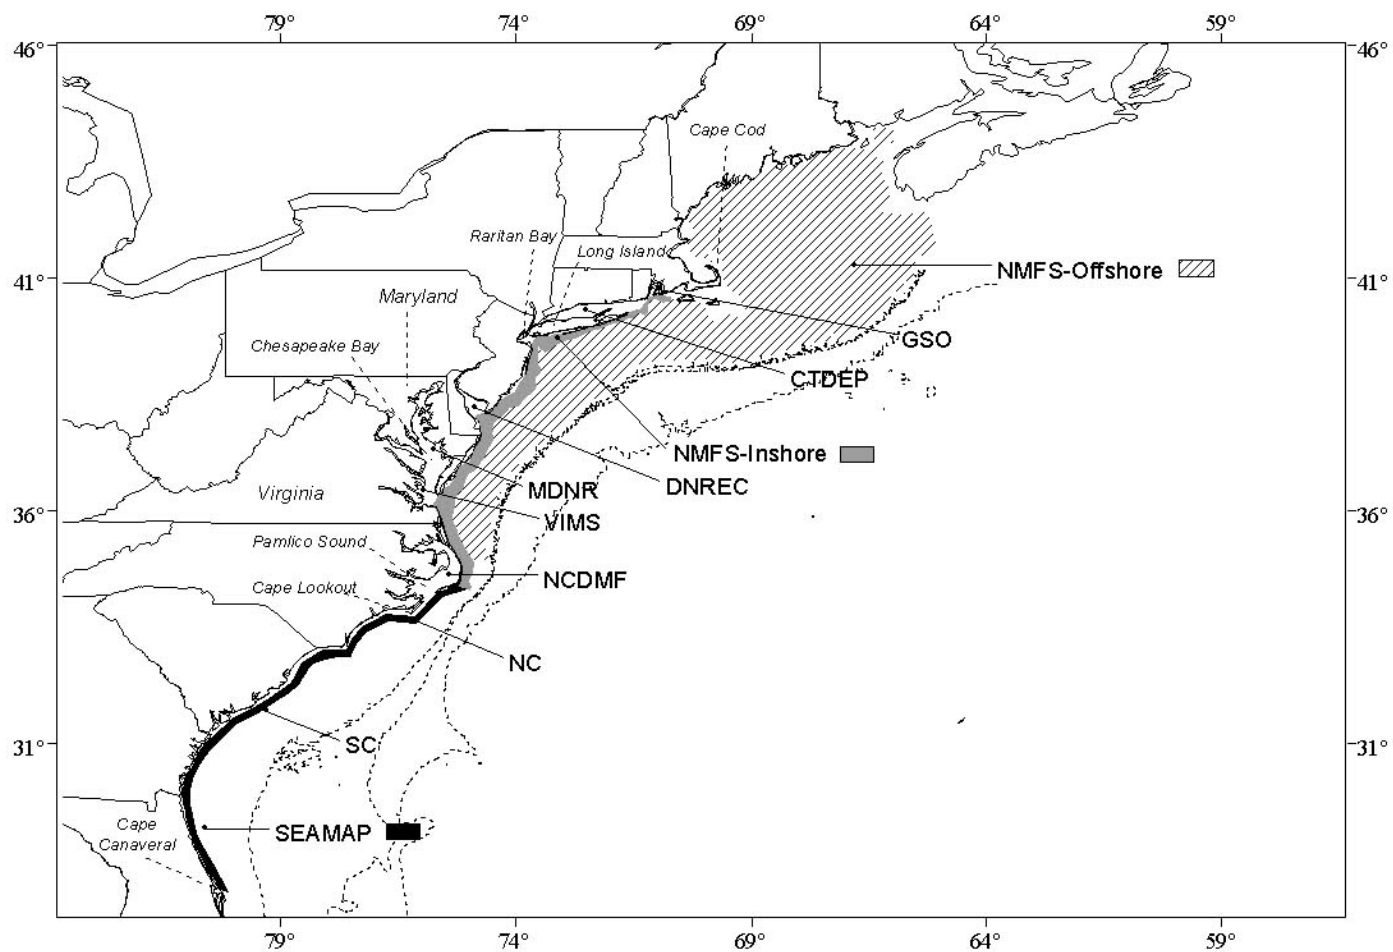 79° 74° 69° 64° 59°
46° 46°
Cape Cod
Raritan Bay
Long Island
NMFS-Offshore
41° 41°
Maryland
GSO
Chesapeake Bay
CTDEP
NMFS-Inshore
DNREC
MDNR
Virginia
36° 36°
VIMS
Pamlico Sound
NCDMF
Cape Lookout
NC
SC
31° 31°
Cape
Canaveral
SEAMAP
79° 74° 69° 64° 59°